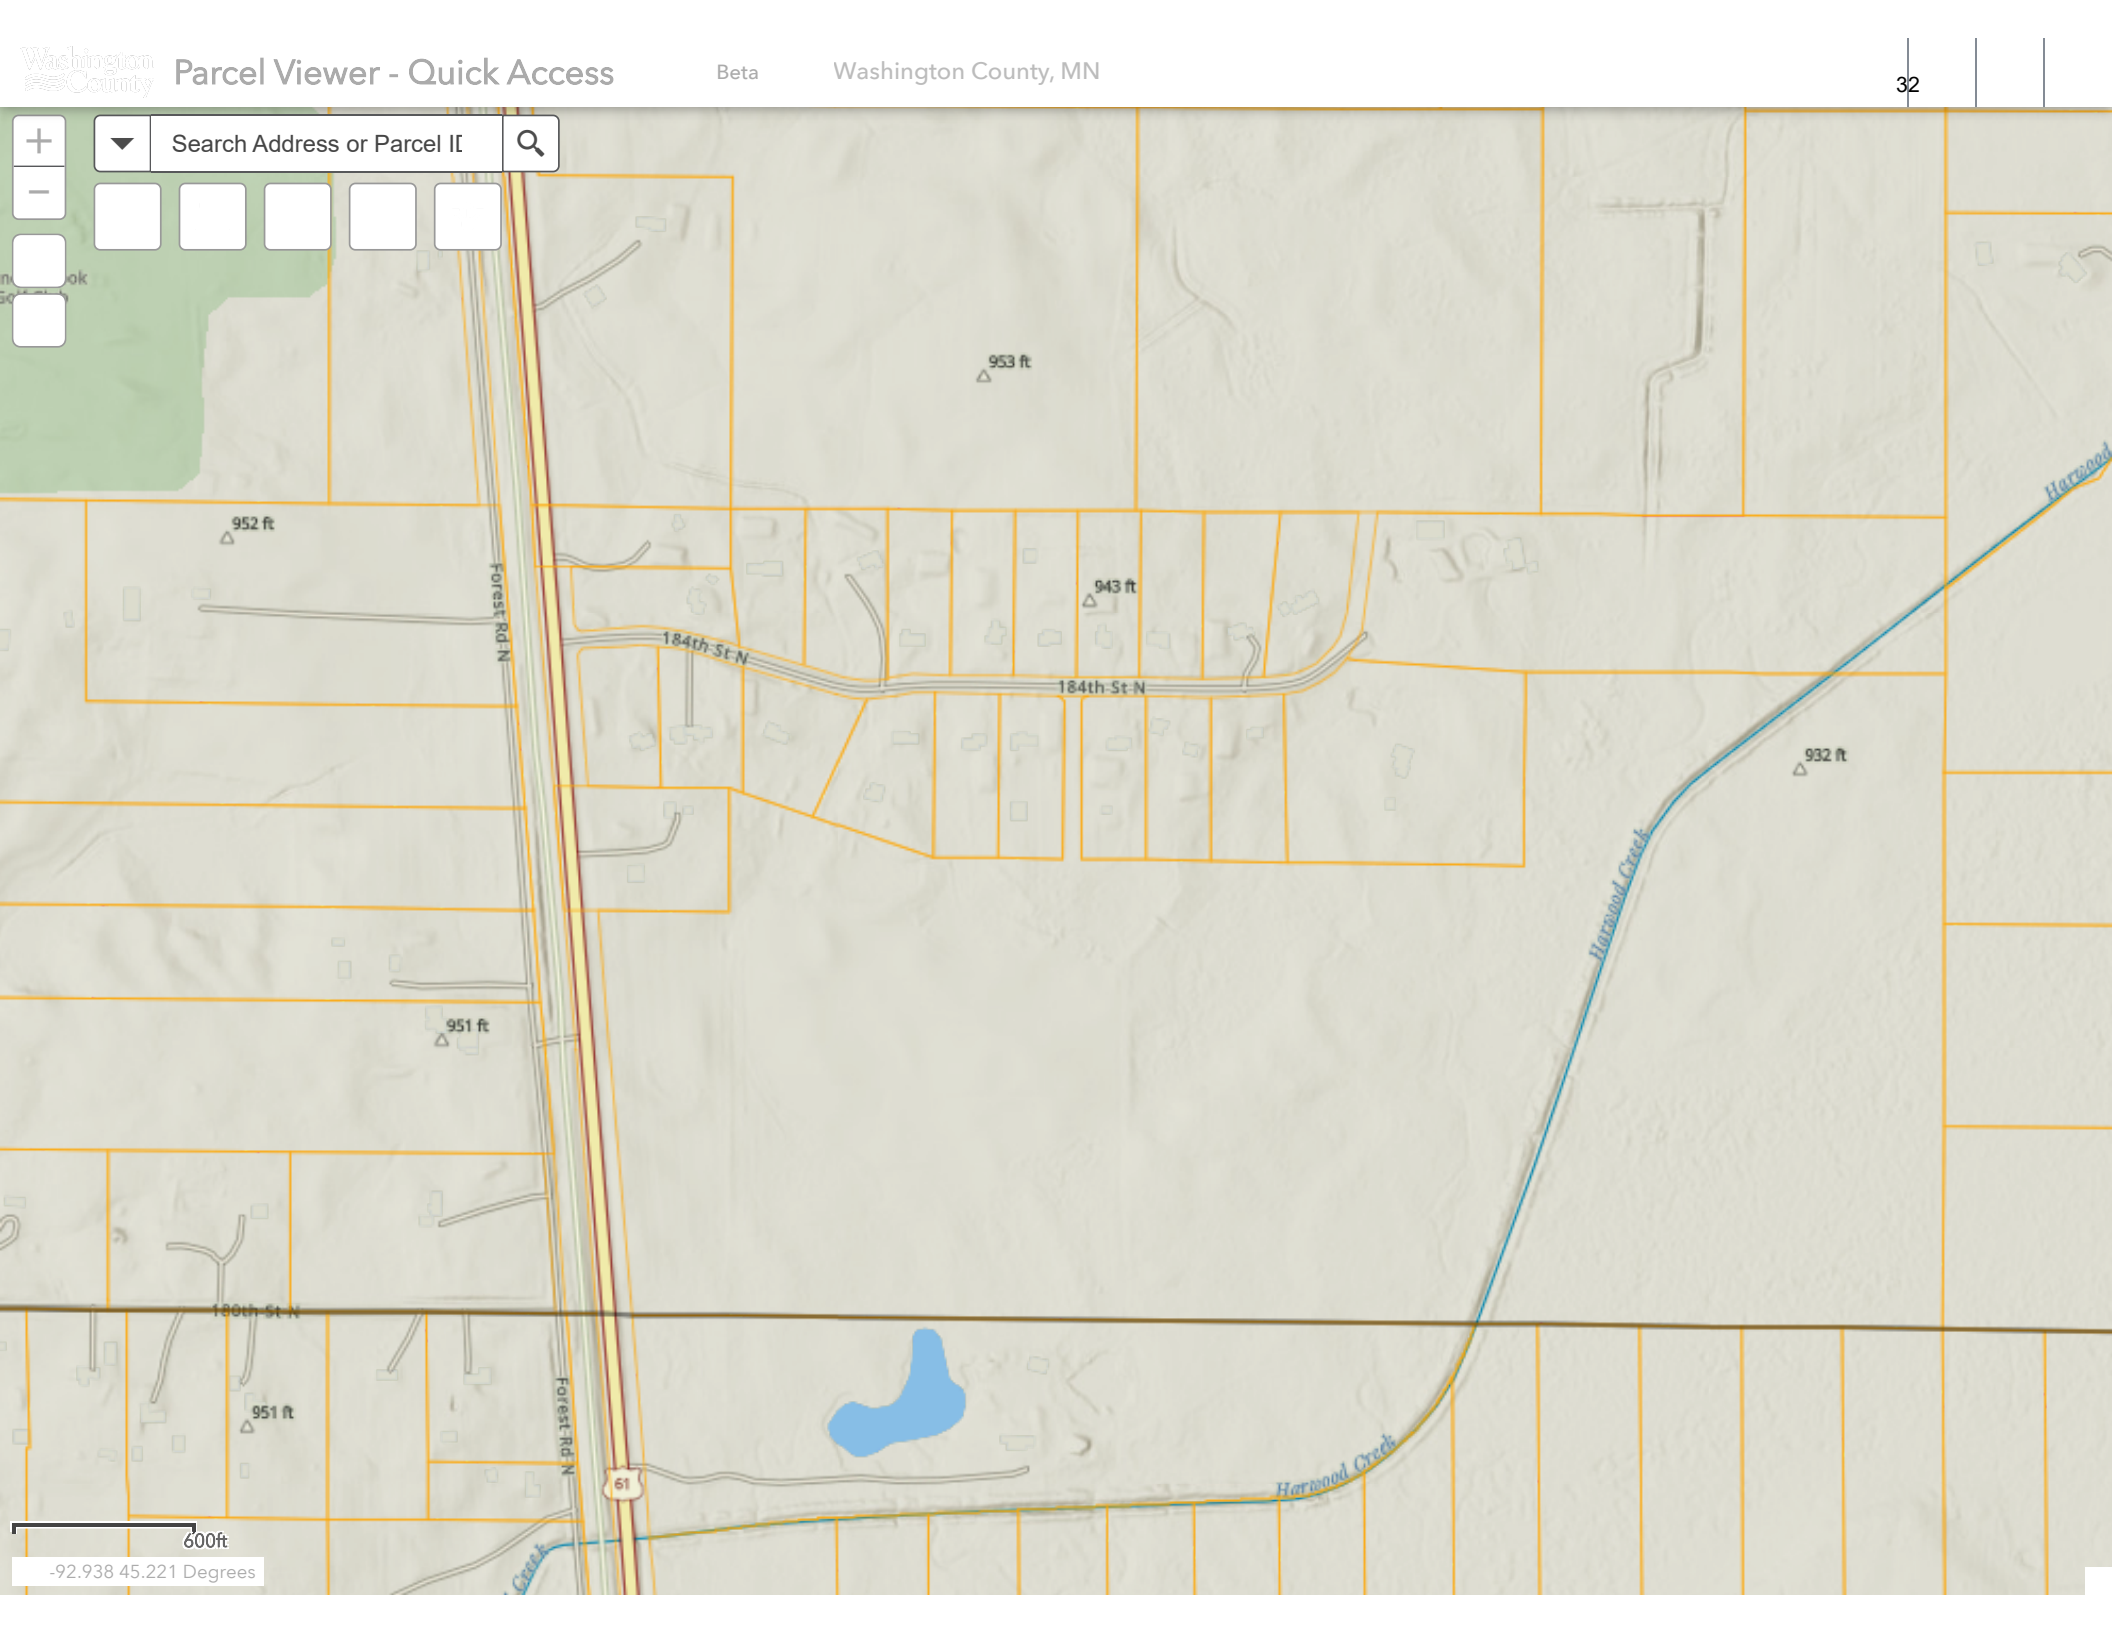 Washington
County
Parcel Viewer - Quick Access
Beta
Washington County, MN
32
+
Search Address or Parcel ID
−
ok
953 ft
Harwood
952 ft
Forest Rd N
943 ft
184th St N
184th St N
932 ft
Harwood Creek
951 ft
180th St N
951 ft
Forest Rd N
61
Harwood Creek
600ft
Creek
-92.938 45.221 Degrees